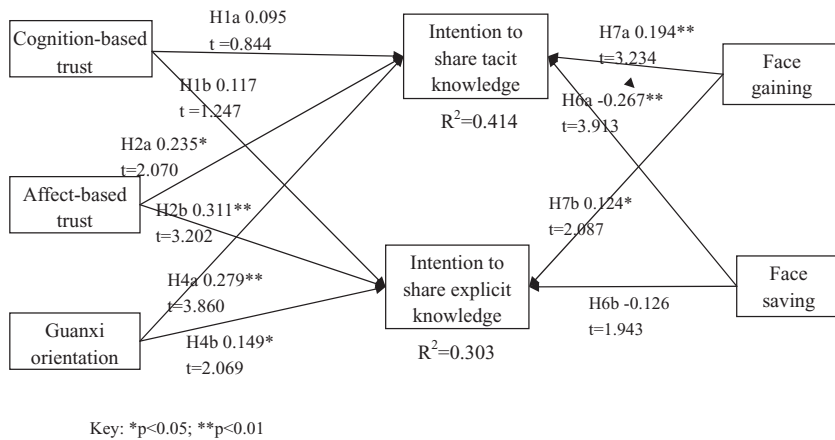 H1a 0.095
t =0.844
Cognition-based
trust
Intention to
share tacit
knowledge
R²=0.414
H7a 0.194**
t=3.234
Face
gaining
H1b 0.117
t =1.247
H6a -0.267**
t=3.913
H2a 0.235*
t=2.070
Affect-based
trust
H2b 0.311**
t=3.202
H7b 0.124*
t=2.087
Intention to
share explicit
knowledge
R²=0.303
Face
saving
H4a 0.279**
t=3.860
H6b -0.126
t=1.943
Guanxi
orientation
H4b 0.149*
t=2.069
Key: *p<0.05; **p<0.01